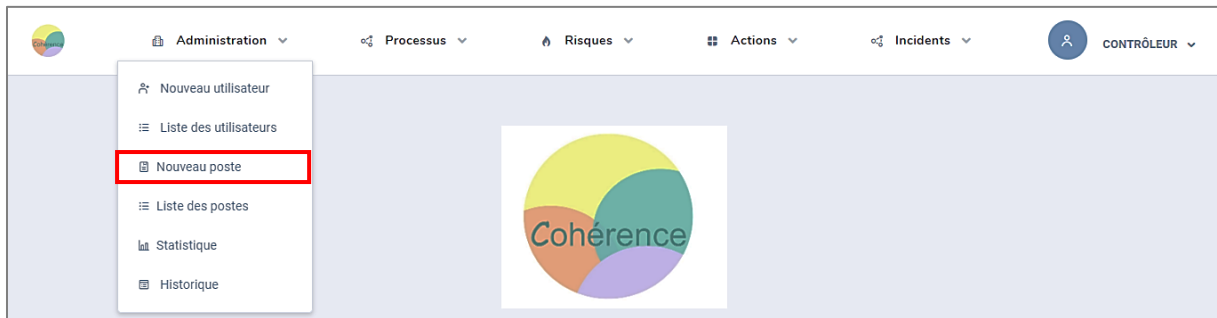 Cohérence
Administration
Processus
Risques
Actions
Incidents
CONTRÔLEUR
Nouveau utilisateur
Liste des utilisateurs
Nouveau poste
Liste des postes
Statistique
Historique
Cohérence